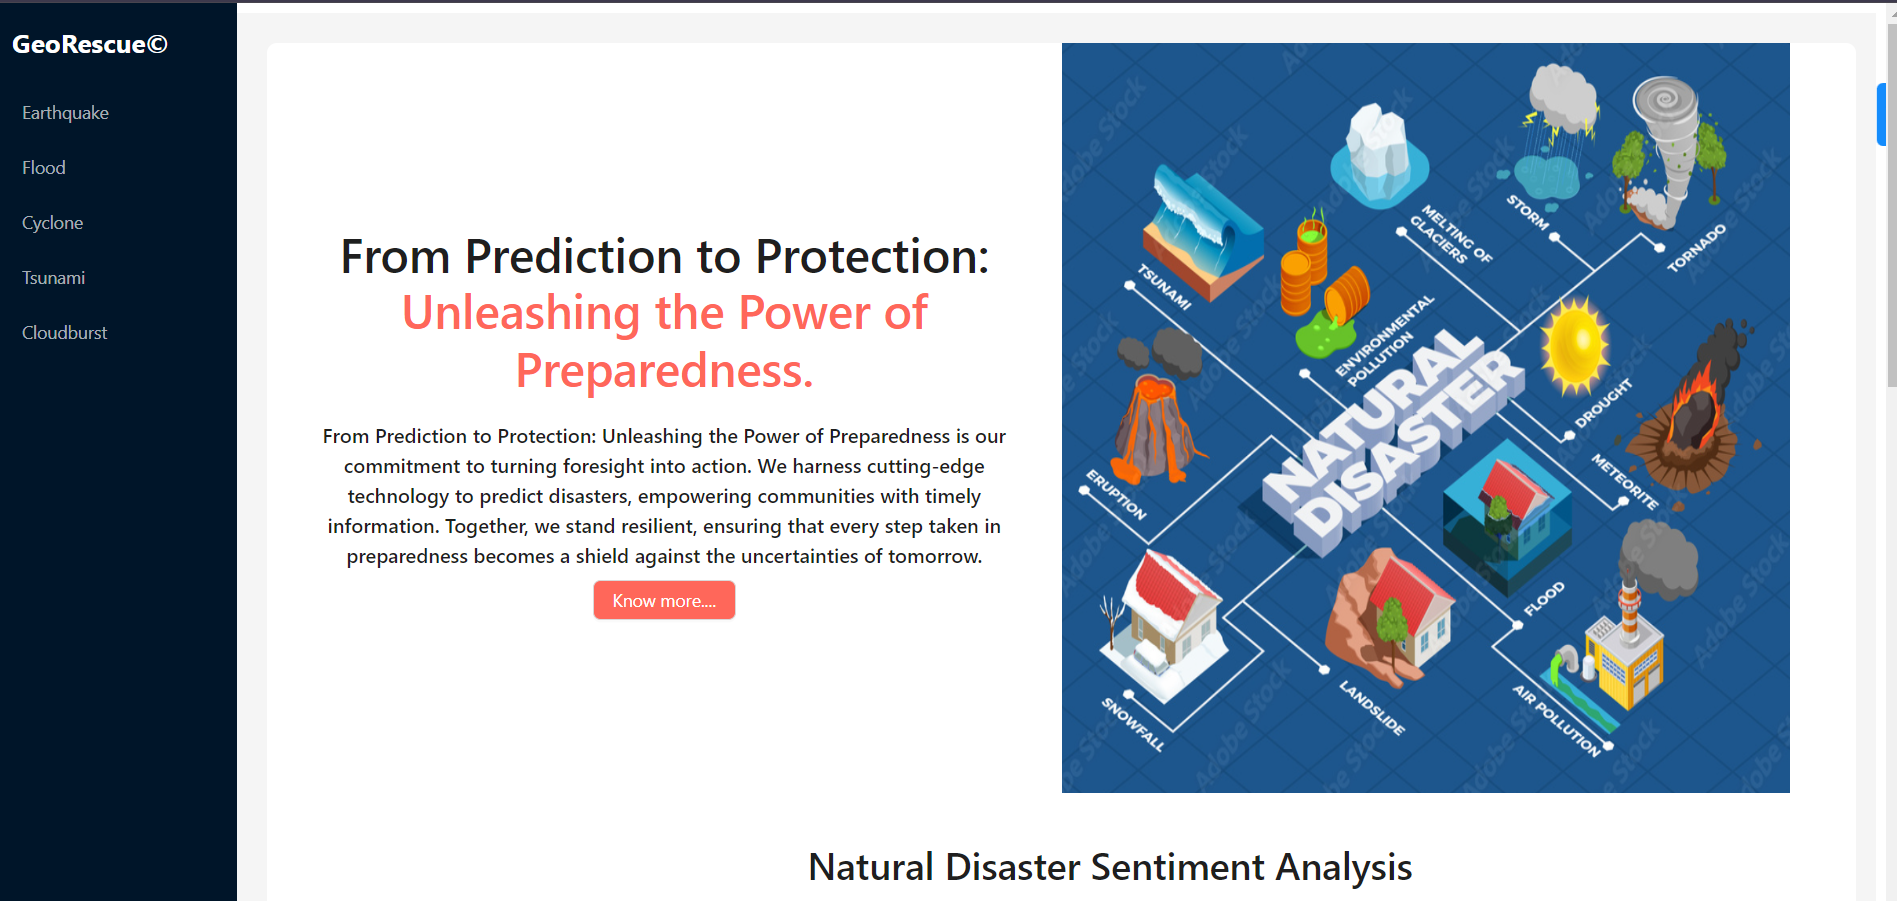 GeoRescue©
Earthquake
Flood
Cyclone
Tsunami
Cloudburst
From Prediction to Protection:
Unleashing the Power of
Preparedness.
From Prediction to Protection: Unleashing the Power of Preparedness is our
commitment to turning foresight into action. We harness cutting-edge
technology to predict disasters, empowering communities with timely
information. Together, we stand resilient, ensuring that every step taken in
preparedness becomes a shield against the uncertainties of tomorrow.
Know more....
TSUNAMI
MELTING OF
GLACIERS
STORM
TORNADO
ENVIRONMENTAL
POLLUTION
NATURAL
DISASTER
DROUGHT
METEORITE
ERUPTION
FLOOD
SNOWFALL
LANDSLIDE
AIR POLLUTION
Adobe Stock
Natural Disaster Sentiment Analysis